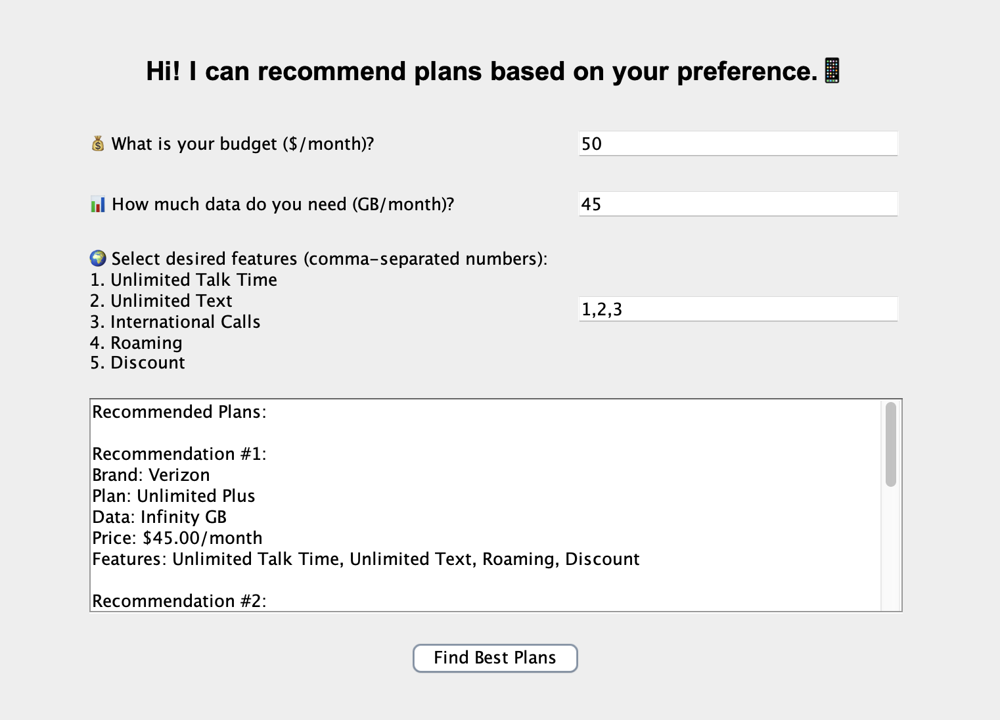 Hi! I can recommend plans based on your preference.📱
💰 What is your budget ($/month)?
50
📊 How much data do you need (GB/month)?
45
🌍 Select desired features (comma-separated numbers):
1. Unlimited Talk Time
2. Unlimited Text
3. International Calls
4. Roaming
5. Discount
1,2,3
Recommended Plans:
Recommendation #1:
Brand: Verizon
Plan: Unlimited Plus
Data: Infinity GB
Price: $45.00/month
Features: Unlimited Talk Time, Unlimited Text, Roaming, Discount
Recommendation #2:
Find Best Plans